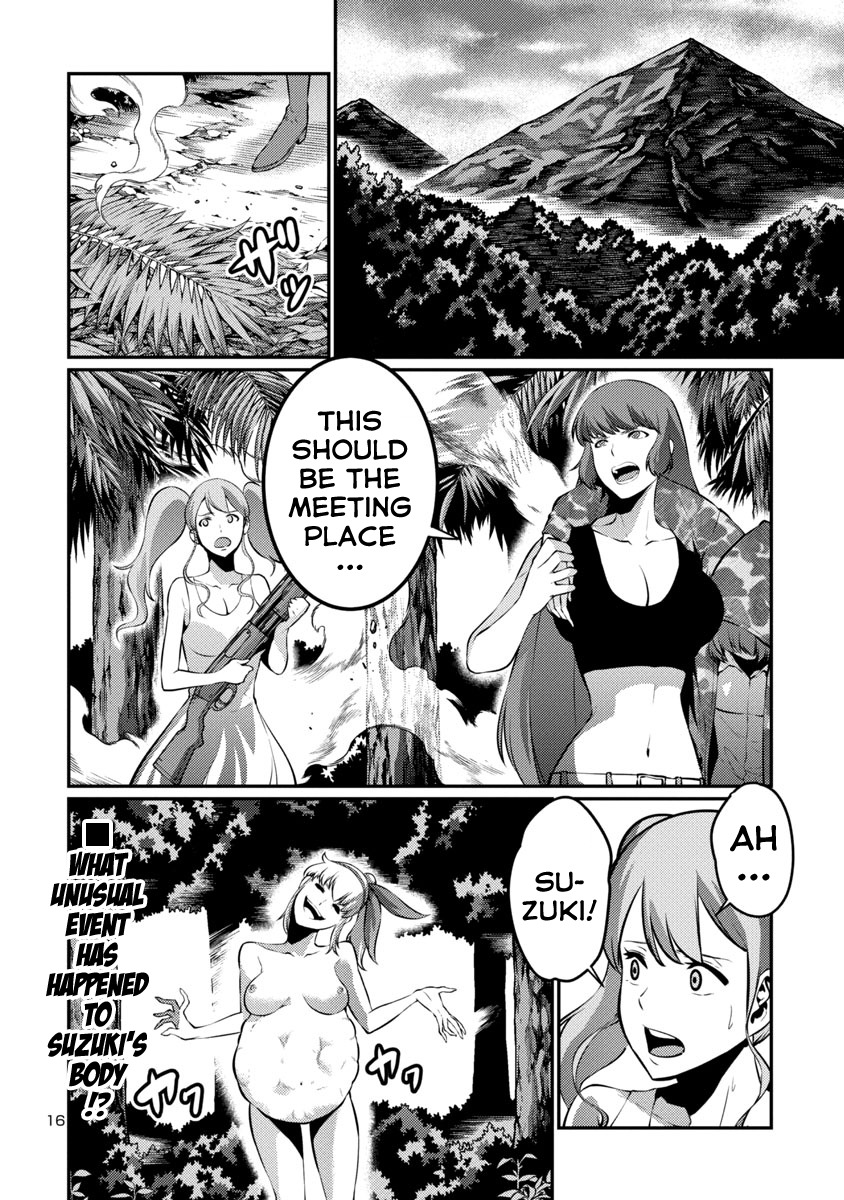 ザッ
THIS
SHOULD
BE THE
MEETING
PLACE
...
AH
...
SU-
ZUKI!
WHAT
UNUSUAL
EVENT
HAS
HAPPENED
TO
SUZUKI'S
BODY
!?
16